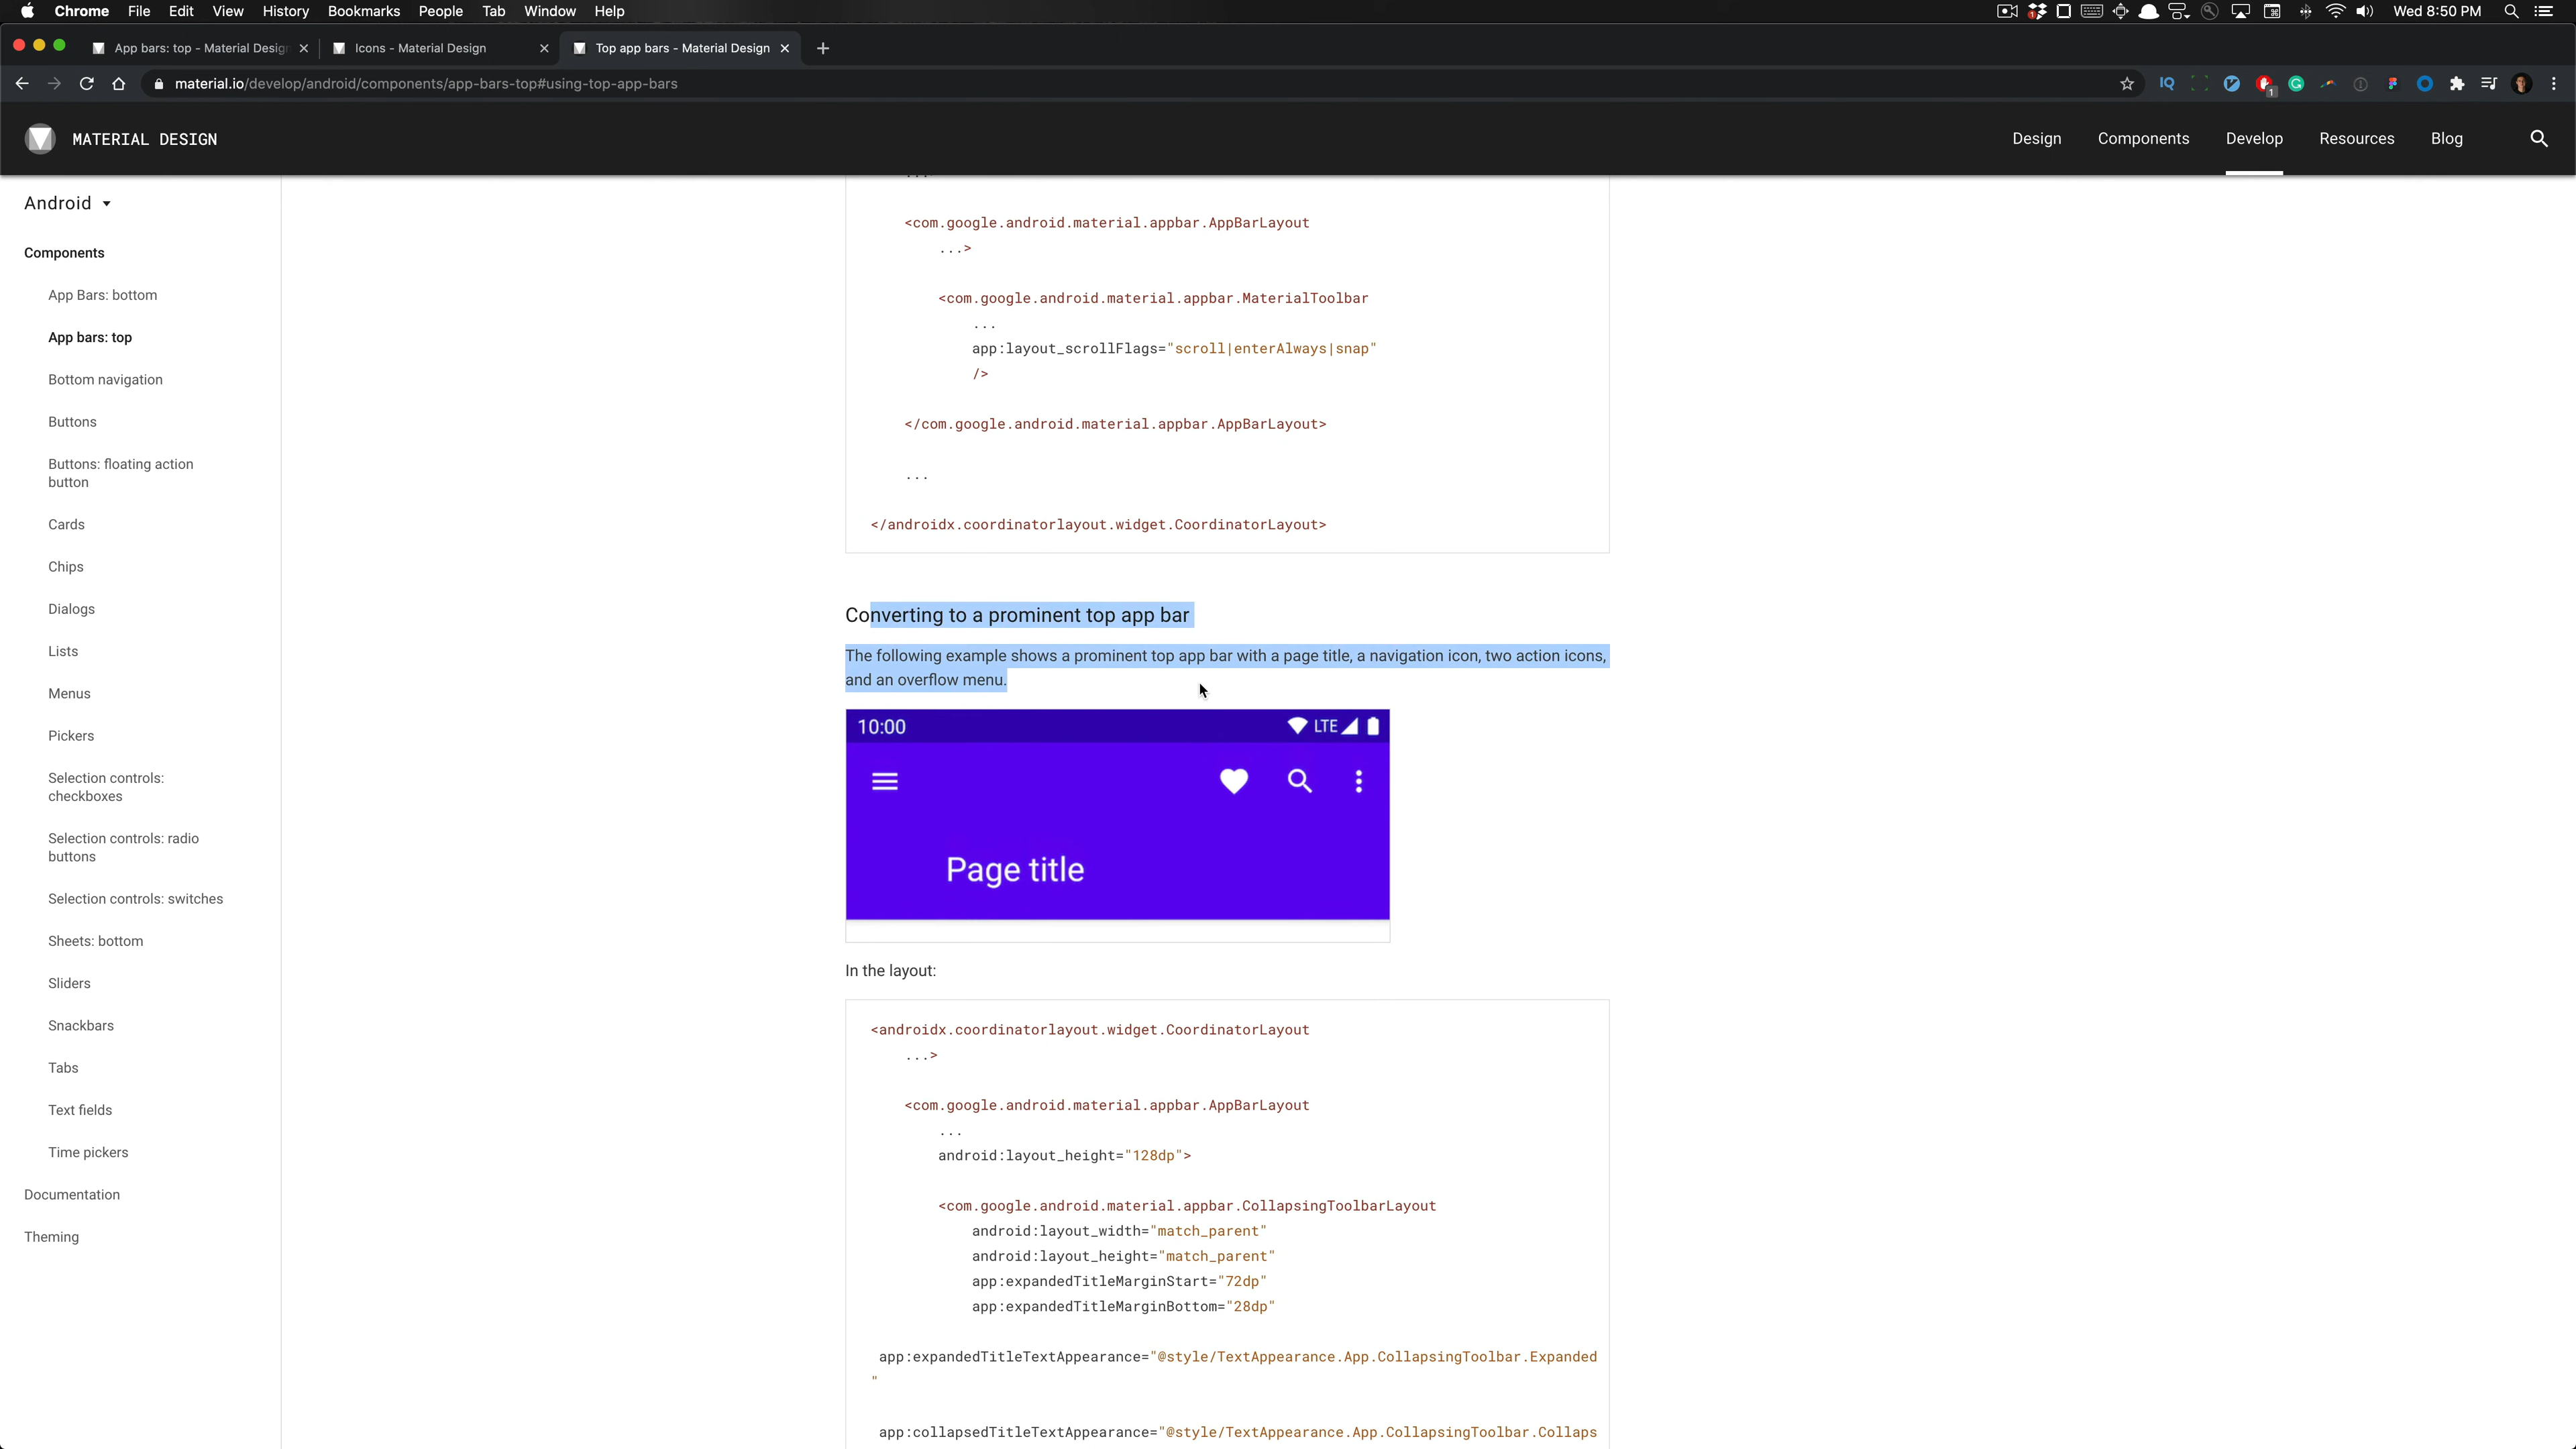 Chrome File Edit View History Bookmarks People Tab Window Help Wed 8:50 PM
App bars: top - Material Design
Icons - Material Design
Top app bars - Material Design
material.io/develop/android/components/app-bars-top#using-top-app-bars
IQ
1
MATERIAL DESIGN
Design Components Develop Resources Blog
Android
Components
App Bars: bottom
App bars: top
Bottom navigation
Buttons
Buttons: floating action
button
Cards
Chips
Dialogs
Lists
Menus
Pickers
Selection controls:
checkboxes
Selection controls: radio
buttons
Selection controls: switches
Sheets: bottom
Sliders
Snackbars
Tabs
Text fields
Time pickers
Documentation
Theming
...
<com.google.android.material.appbar.AppBarLayout
...>
<com.google.android.material.appbar.MaterialToolbar
...
app:layout_scrollFlags="scroll|enterAlways|snap"
/>
</com.google.android.material.appbar.AppBarLayout>
...
</androidx.coordinatorlayout.widget.CoordinatorLayout>
Converting to a prominent top app bar
The following example shows a prominent top app bar with a page title, a navigation icon, two action icons,
and an overflow menu.
10:00 LTE
Page title
In the layout:
<androidx.coordinatorlayout.widget.CoordinatorLayout
...>
<com.google.android.material.appbar.AppBarLayout
...
android:layout_height="128dp">
<com.google.android.material.appbar.CollapsingToolbarLayout
android:layout_width="match_parent"
android:layout_height="match_parent"
app:expandedTitleMarginStart="72dp"
app:expandedTitleMarginBottom="28dp"
app:expandedTitleTextAppearance="@style/TextAppearance.App.CollapsingToolbar.Expanded
"
app:collapsedTitleTextAppearance="@style/TextAppearance.App.CollapsingToolbar.Collaps